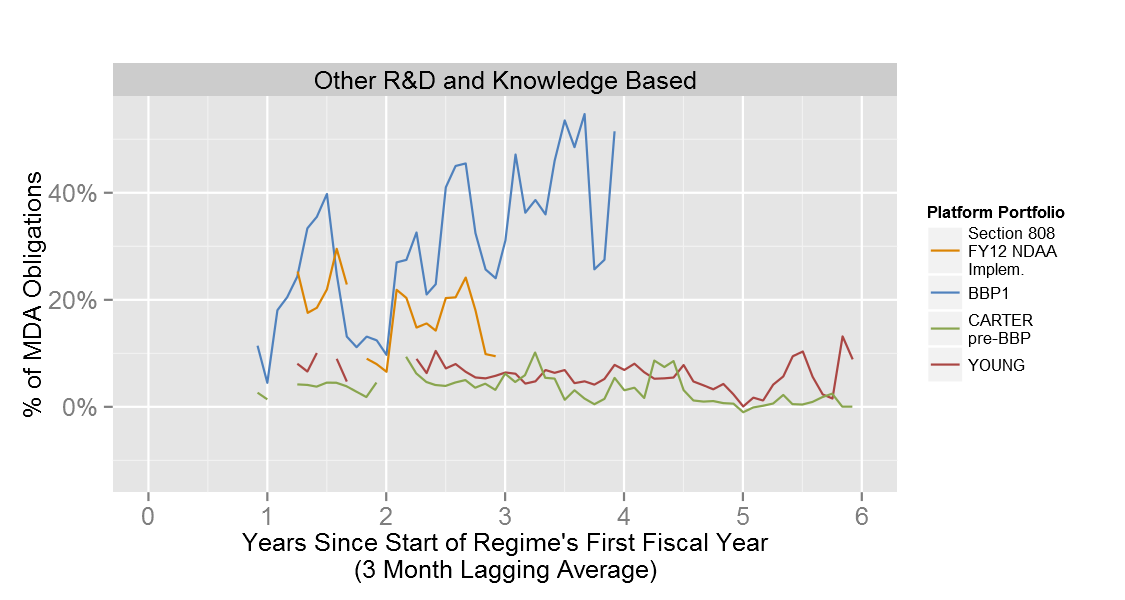 Other R&D and Knowledge Based
% of MDA Obligations
40%
20%
0%
0 1 2 3 4 5 6
Years Since Start of Regime's First Fiscal Year
(3 Month Lagging Average)
Platform Portfolio
Section 808
FY12 NDAA
Implem.
BBP1
CARTER
pre-BBP
YOUNG